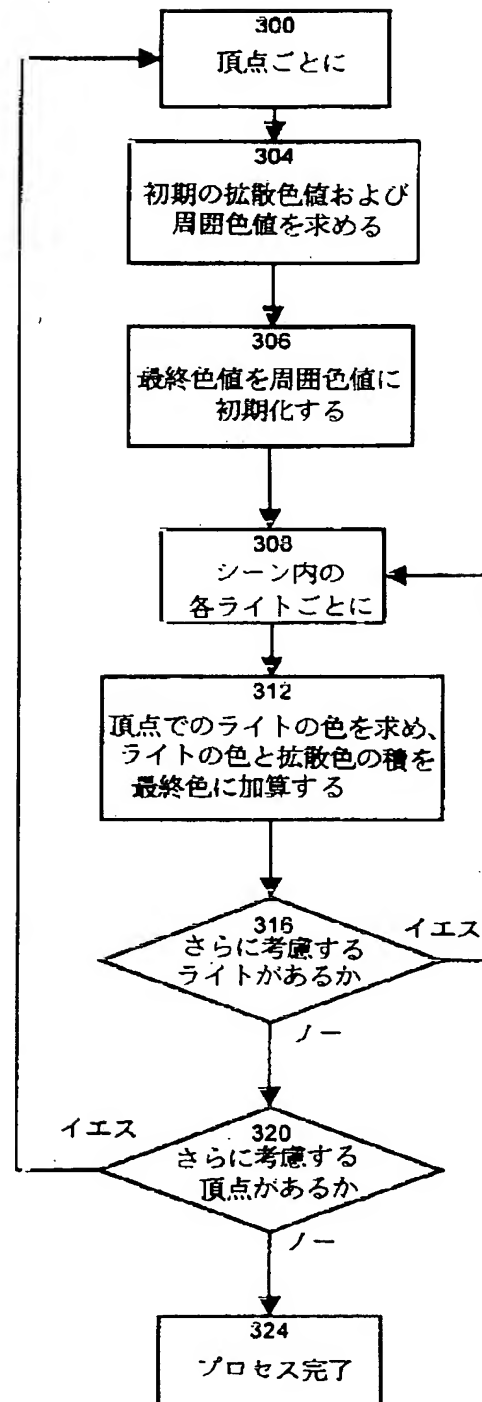 300
頂点ごとに
304
初期の拡散色値および
周囲色値を求める
306
最終色値を周囲色値に
初期化する
308
シーン内の
各ライトごとに
312
頂点でのライトの色を求め、
ライトの色と拡散色の積を
最終色に加算する
316
さらに考慮する
ライトがあるか
イエス
ノー
イエス
320
さらに考慮する
頂点があるか
ノー
324
プロセス完了